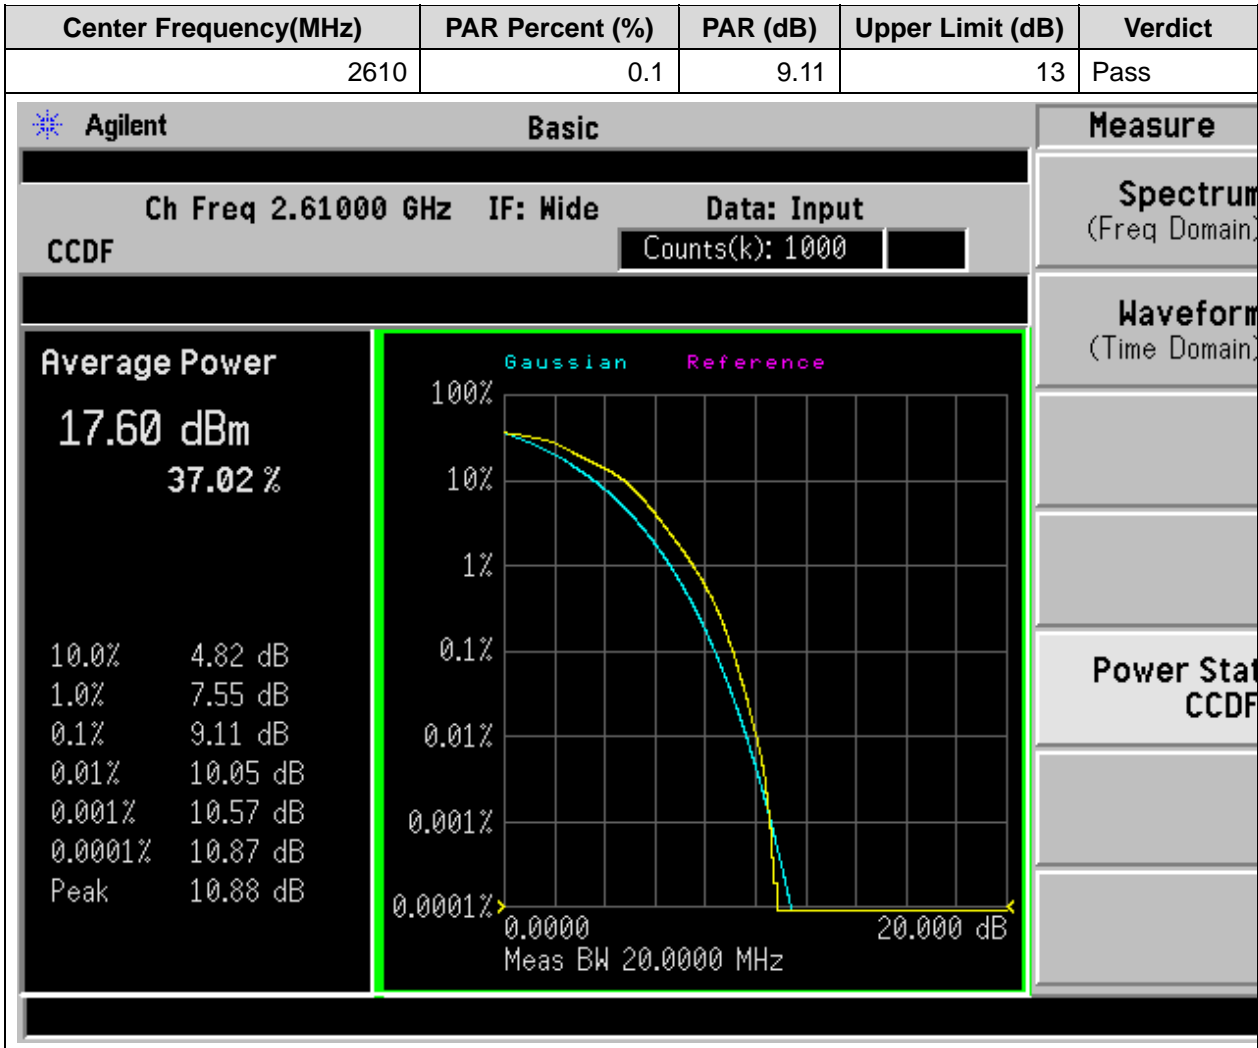 Center Frequency(MHz) PAR Percent (%) PAR (dB) Upper Limit (dB) Verdict
2610 0.1 9.11 13 Pass
Agilent Basic Measure
Ch Freq 2.61000 GHz IF: Wide Data: Input
CCDF Counts(k): 1000
Spectrum
(Freq Domain)
Waveform
(Time Domain)
Power Stat
CCDF
Average Power
17.60 dBm
37.02 %
10.0% 4.82 dB
1.0% 7.55 dB
0.1% 9.11 dB
0.01% 10.05 dB
0.001% 10.57 dB
0.0001% 10.87 dB
Peak 10.88 dB
Gaussian Reference
100%
10%
1%
0.1%
0.01%
0.001%
0.0001%
0.0000 20.000 dB
Meas BW 20.0000 MHz